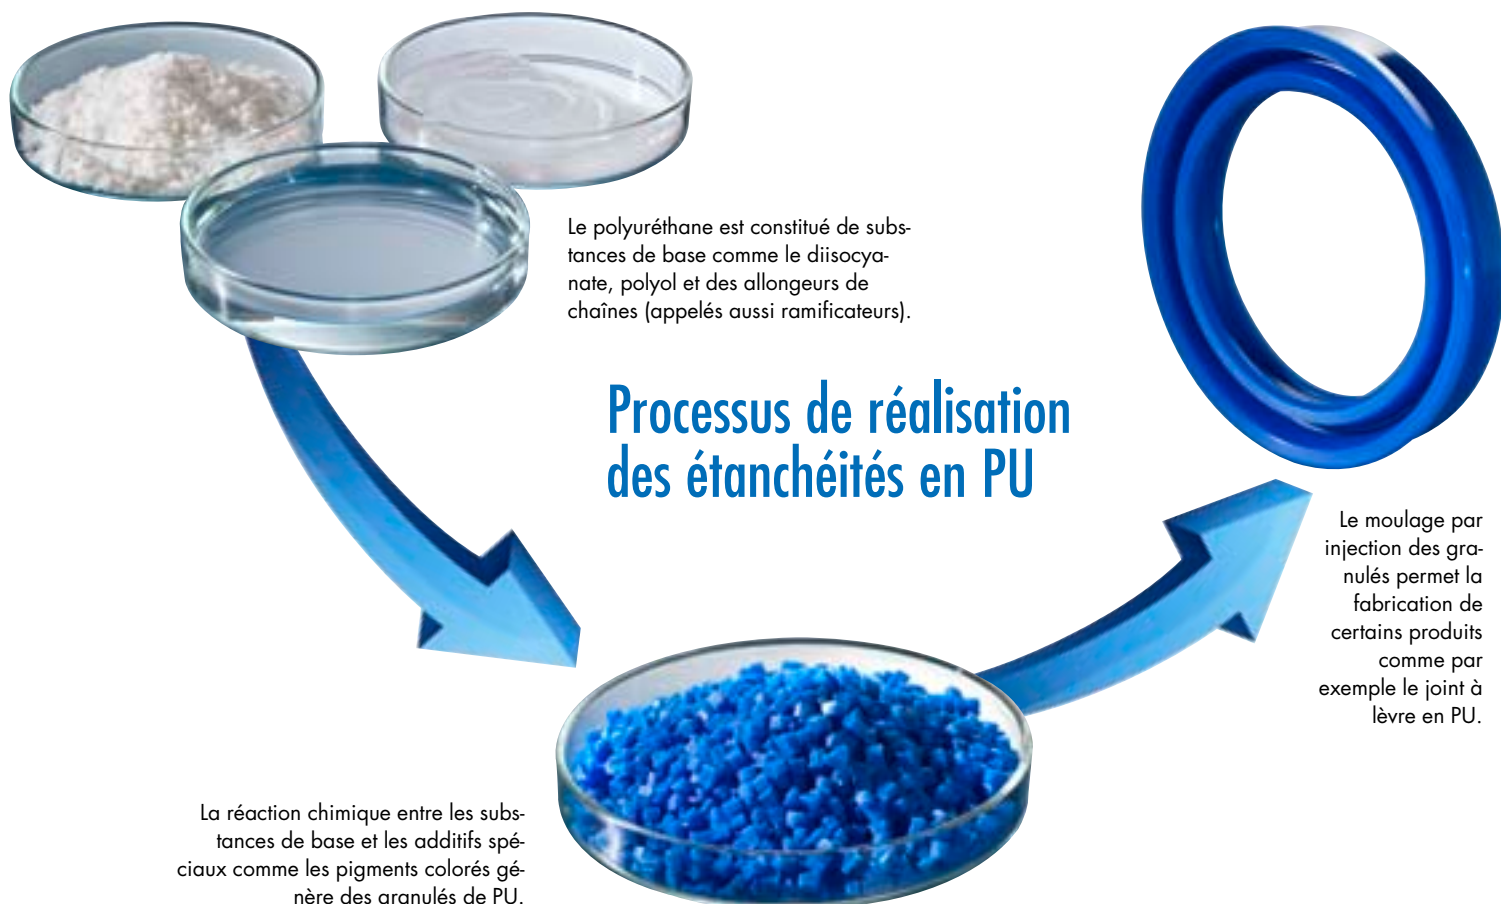 Le polyuréthane est constitué de subs-
tances de base comme le diisocya-
nate, polyol et des allongeurs de
chaînes (appelés aussi ramificateurs).
Processus de réalisation
des étanchéités en PU
Le moulage par
injection des gra-
nulés permet la
fabrication de
certains produits
comme par
exemple le joint à
lèvre en PU.
La réaction chimique entre les subs-
tances de base et les additifs spé-
ciaux comme les pigments colorés gé-
nère des granulés de PU.